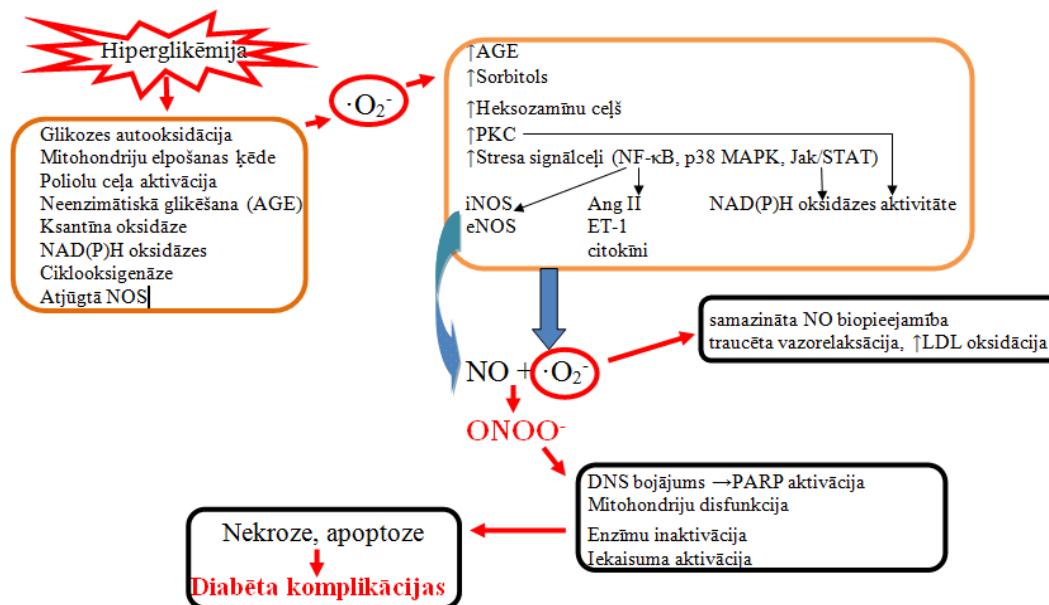 Hiperglikēmija
Glikozes autooksidācija
Mitohondriju elpošanas ķēde
Poliolu ceļa aktivācija
Neenzimātiskā glikēšana (AGE)
Ksantīna oksidāze
NAD(P)H oksidāzes
Ciklooksigenāze
Atjūgtā NOS
·O₂⁻
↑AGE
↑Sorbitols
↑Heksozamīnu ceļš
↑PKC
↑Stresa signālceļi (NF-κB, p38 MAPK, Jak/STAT)
iNOS Ang II NAD(P)H oksidāzes aktivitāte
eNOS ET-1
citokīni
samazināta NO biopieejamība
traucēta vazorelaksācija, ↑LDL oksidācija
NO + ·O₂⁻
ONOO⁻
DNS bojājums →PARP aktivācija
Mitohondriju disfunkcija
Enzīmu inaktivācija
Iekaisuma aktivācija
Nekroze, apoptoze
Diabēta komplikācijas